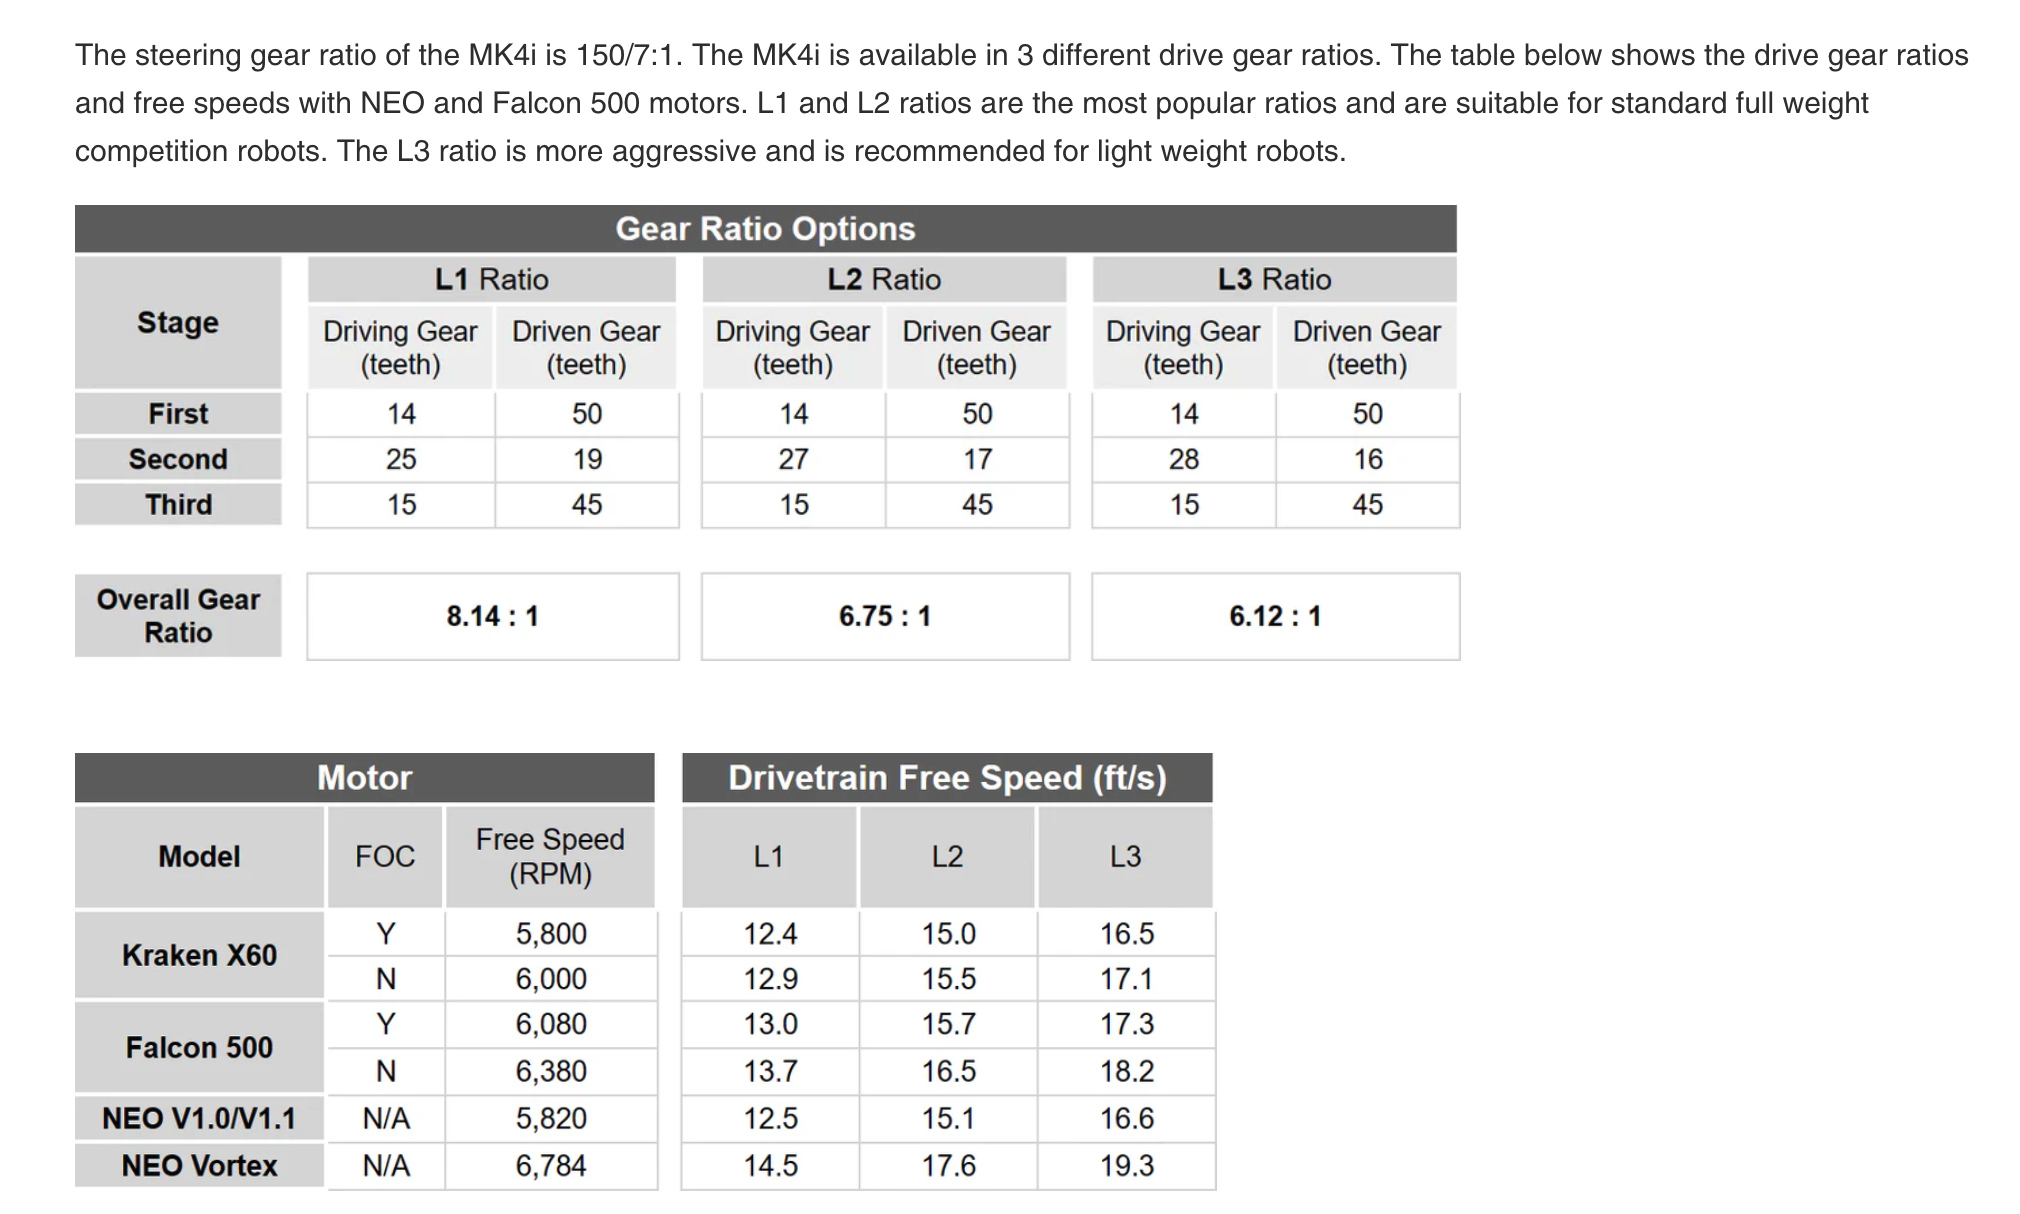 The steering gear ratio of the MK4i is 150/7:1. The MK4i is available in 3 different drive gear ratios. The table below shows the drive gear ratios
and free speeds with NEO and Falcon 500 motors. L1 and L2 ratios are the most popular ratios and are suitable for standard full weight
competition robots. The L3 ratio is more aggressive and is recommended for light weight robots.
Gear Ratio Options
Stage L1 Ratio L2 Ratio L3 Ratio
Driving Gear Driven Gear Driving Gear Driven Gear Driving Gear Driven Gear
(teeth) (teeth) (teeth) (teeth) (teeth) (teeth)
First 14 50 14 50 14 50
Second 25 19 27 17 28 16
Third 15 45 15 45 15 45
Overall Gear
Ratio
8.14 : 1 6.75 : 1 6.12 : 1
Motor Drivetrain Free Speed (ft/s)
Model FOC Free Speed
(RPM)
L1 L2 L3
Kraken X60 Y 5,800 12.4 15.0 16.5
N 6,000 12.9 15.5 17.1
Falcon 500 Y 6,080 13.0 15.7 17.3
N 6,380 13.7 16.5 18.2
NEO V1.0/V1.1 N/A 5,820 12.5 15.1 16.6
NEO Vortex N/A 6,784 14.5 17.6 19.3